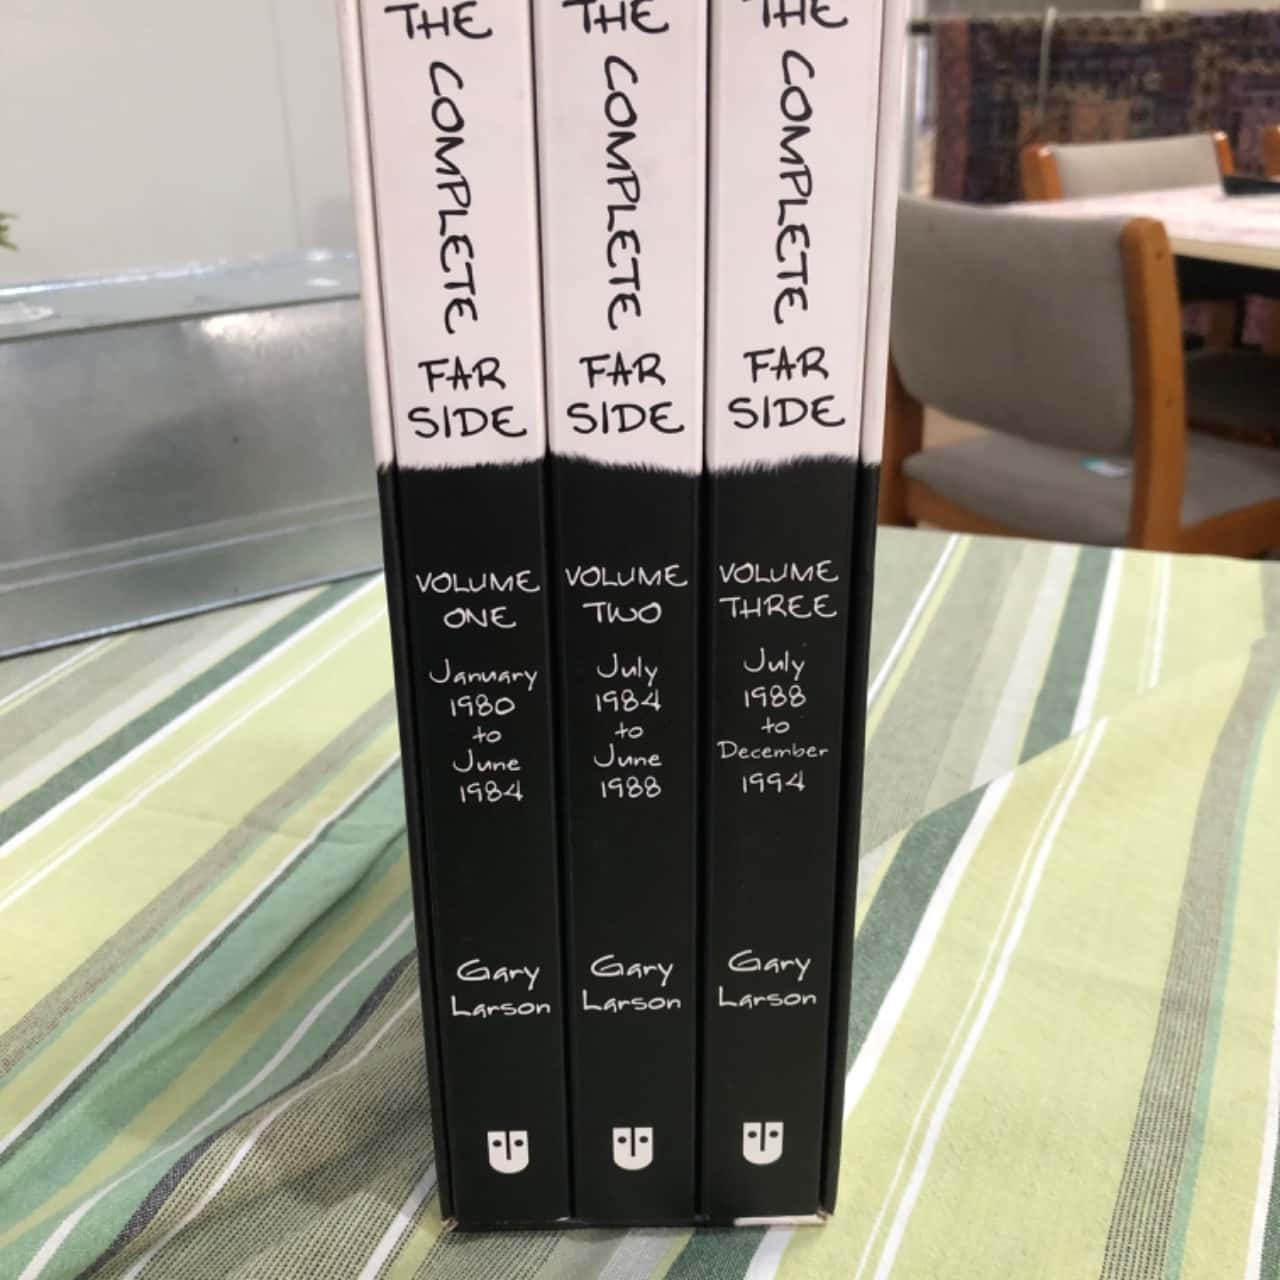 THE
COMPLETE
FAR
SIDE
VOLUME
ONE
January
1980
to
June
1984
Gary
Larson
THE
COMPLETE
FAR
SIDE
VOLUME
TWO
July
1984
to
June
1988
Gary
Larson
THE
COMPLETE
FAR
SIDE
VOLUME
THREE
July
1988
to
December
1994
Gary
Larson